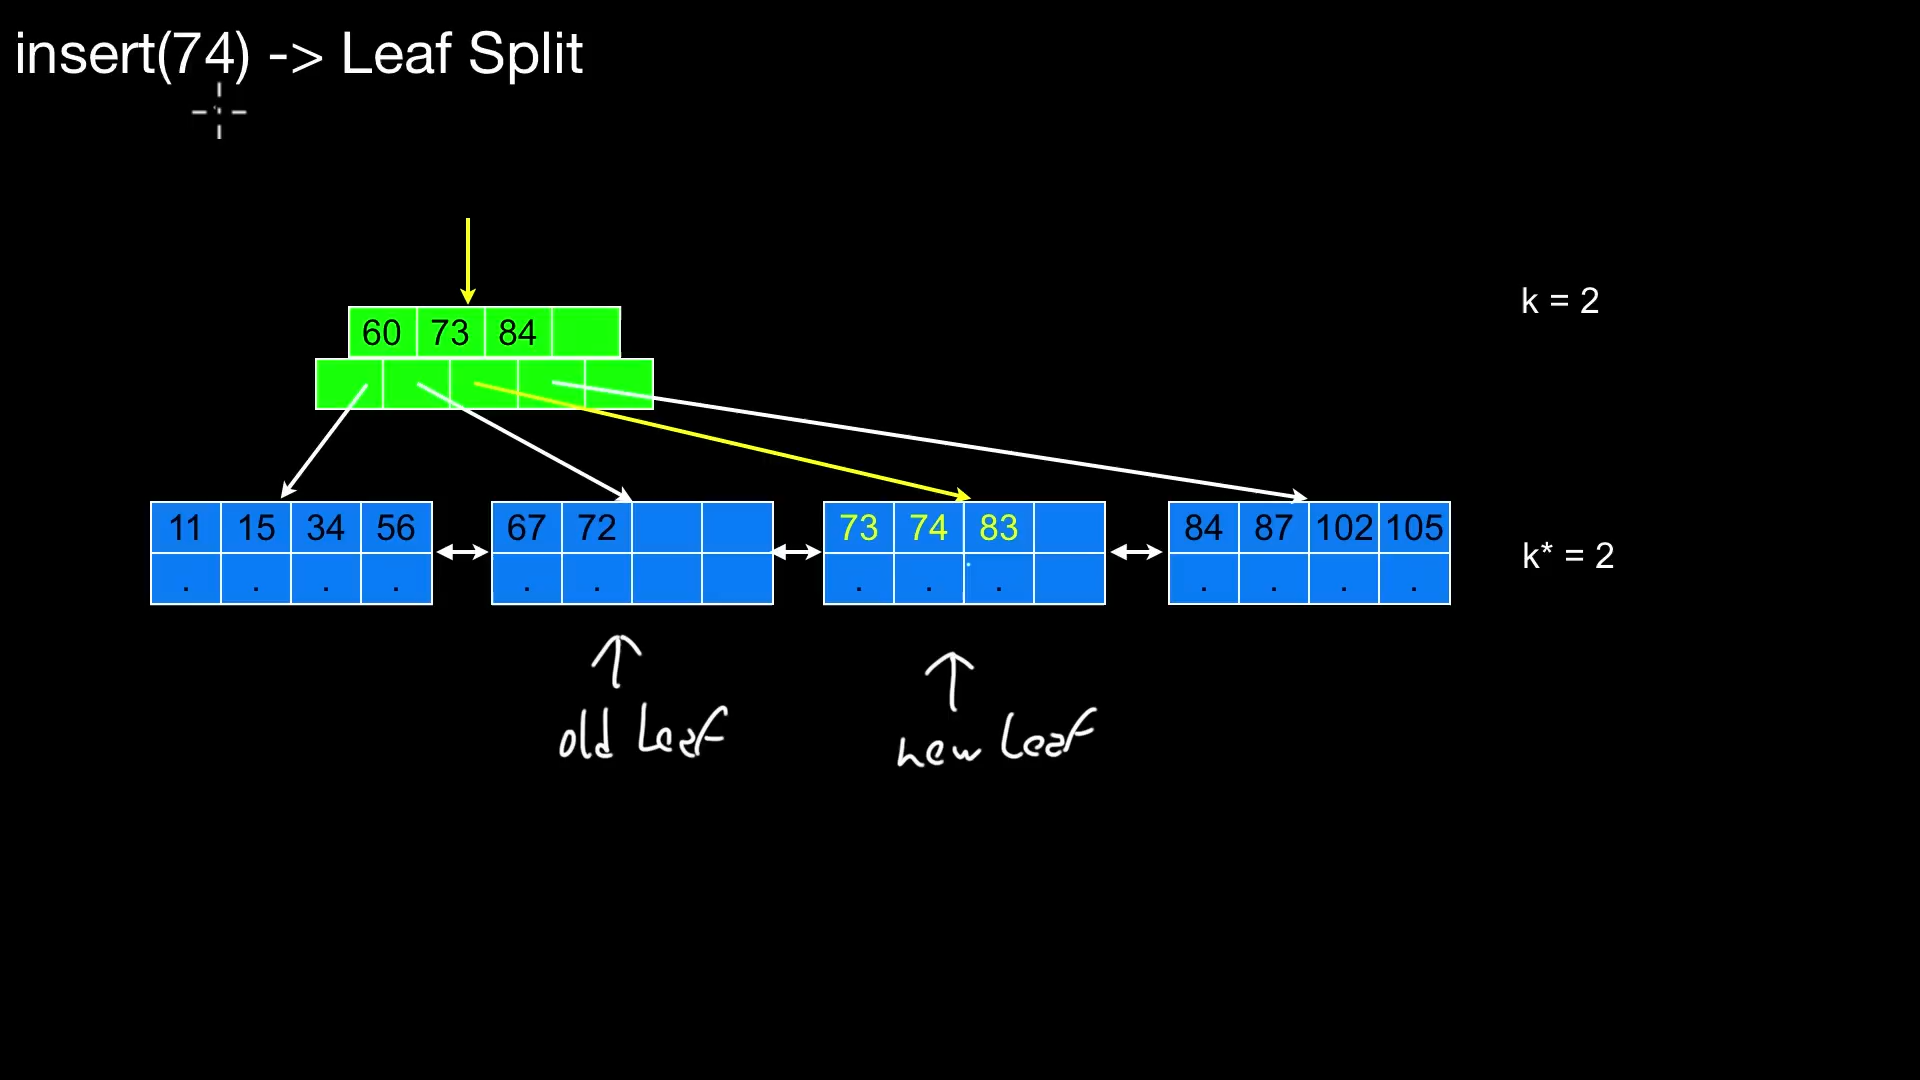 insert(74) -> Leaf Split
k = 2
60 73 84
11 15 34 56 67 72 73 74 83 84 87 102 105
. . . . . . . . . . . . .
k* = 2
old Leaf new Leaf